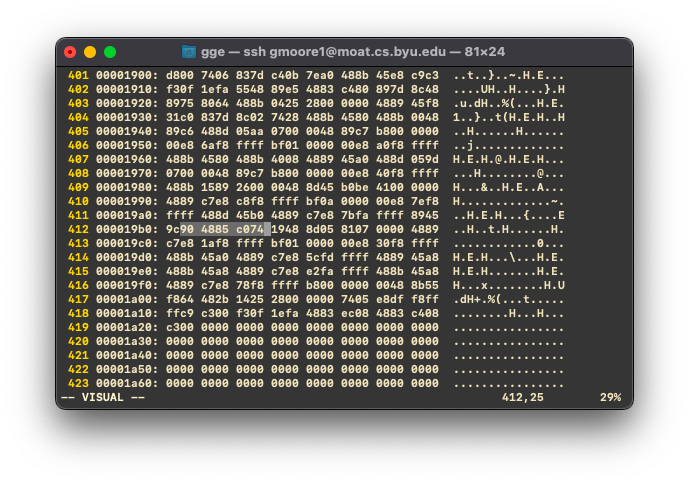 gge — ssh gmoore1@moat.cs.byu.edu — 81×24
401 00001900: d800 7406 837d c40b 7ea0 488b 45e8 c9c3  ..t..}..~.H.E...
402 00001910: f30f 1efa 5548 89e5 4883 c480 897d 8c48  ....UH..H....}.H
403 00001920: 8975 8064 488b 0425 2800 0000 4889 45f8  .u.dH..%(...H.E.
404 00001930: 31c0 837d 8c02 7428 488b 4580 488b 0048  1..}..t(H.E.H..H
405 00001940: 89c6 488d 05aa 0700 0048 89c7 b800 0000  ..H......H......
406 00001950: 00e8 6af8 ffff bf01 0000 00e8 a0f8 ffff  ..j.............
407 00001960: 488b 4580 488b 4008 4889 45a0 488d 059d  H.E.H.@.H.E.H...
408 00001970: 0700 0048 89c7 b800 0000 00e8 40f8 ffff  ...H........@...
409 00001980: 488b 1589 2600 0048 8d45 b0be 4100 0000  H...&..H.E..A...
410 00001990: 4889 c7e8 c8f8 ffff bf0a 0000 00e8 7ef8  H.............~.
411 000019a0: ffff 488d 45b0 4889 c7e8 7bfa ffff 8945  ..H.E.H...{....E
412 000019b0: 9c90 4885 c074 1948 8d05 8107 0000 4889  ..H..t.H......H.
413 000019c0: c7e8 1af8 ffff bf01 0000 00e8 30f8 ffff  ............0...
414 000019d0: 488b 45a0 4889 c7e8 5cfd ffff 4889 45a8  H.E.H...\...H.E.
415 000019e0: 488b 45a8 4889 c7e8 e2fa ffff 488b 45a8  H.E.H.......H.E.
416 000019f0: 4889 c7e8 78f8 ffff b800 0000 0048 8b55  H...x........H.U
417 00001a00: f864 482b 1425 2800 0000 7405 e8df f8ff  .dH+.%(...t.....
418 00001a10: ffc9 c300 f30f 1efa 4883 ec08 4883 c408  ........H...H...
419 00001a20: c300 0000 0000 0000 0000 0000 0000 0000  ................
420 00001a30: 0000 0000 0000 0000 0000 0000 0000 0000  ................
421 00001a40: 0000 0000 0000 0000 0000 0000 0000 0000  ................
422 00001a50: 0000 0000 0000 0000 0000 0000 0000 0000  ................
423 00001a60: 0000 0000 0000 0000 0000 0000 0000 0000  ................
-- VISUAL -- 412,25 29%